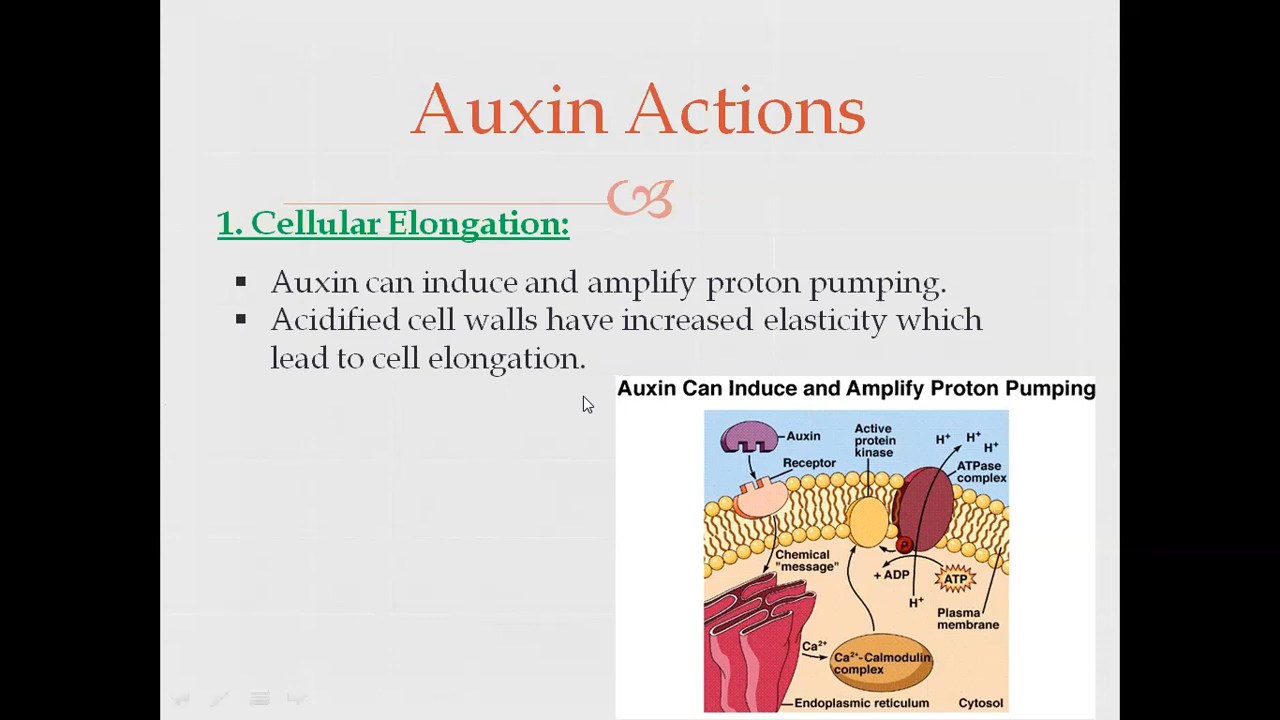 Auxin Actions
1. Cellular Elongation:
▪ Auxin can induce and amplify proton pumping.
▪ Acidified cell walls have increased elasticity which
lead to cell elongation.
Auxin Can Induce and Amplify Proton Pumping
Auxin
Receptor
Active
protein
kinase
H⁺ H⁺
H⁺
ATPase
complex
Chemical
"message"
P
+ ADP
ATP
H⁺
Plasma
membrane
Ca²⁺
Ca²⁺-Calmodulin
complex
Endoplasmic reticulum
Cytosol